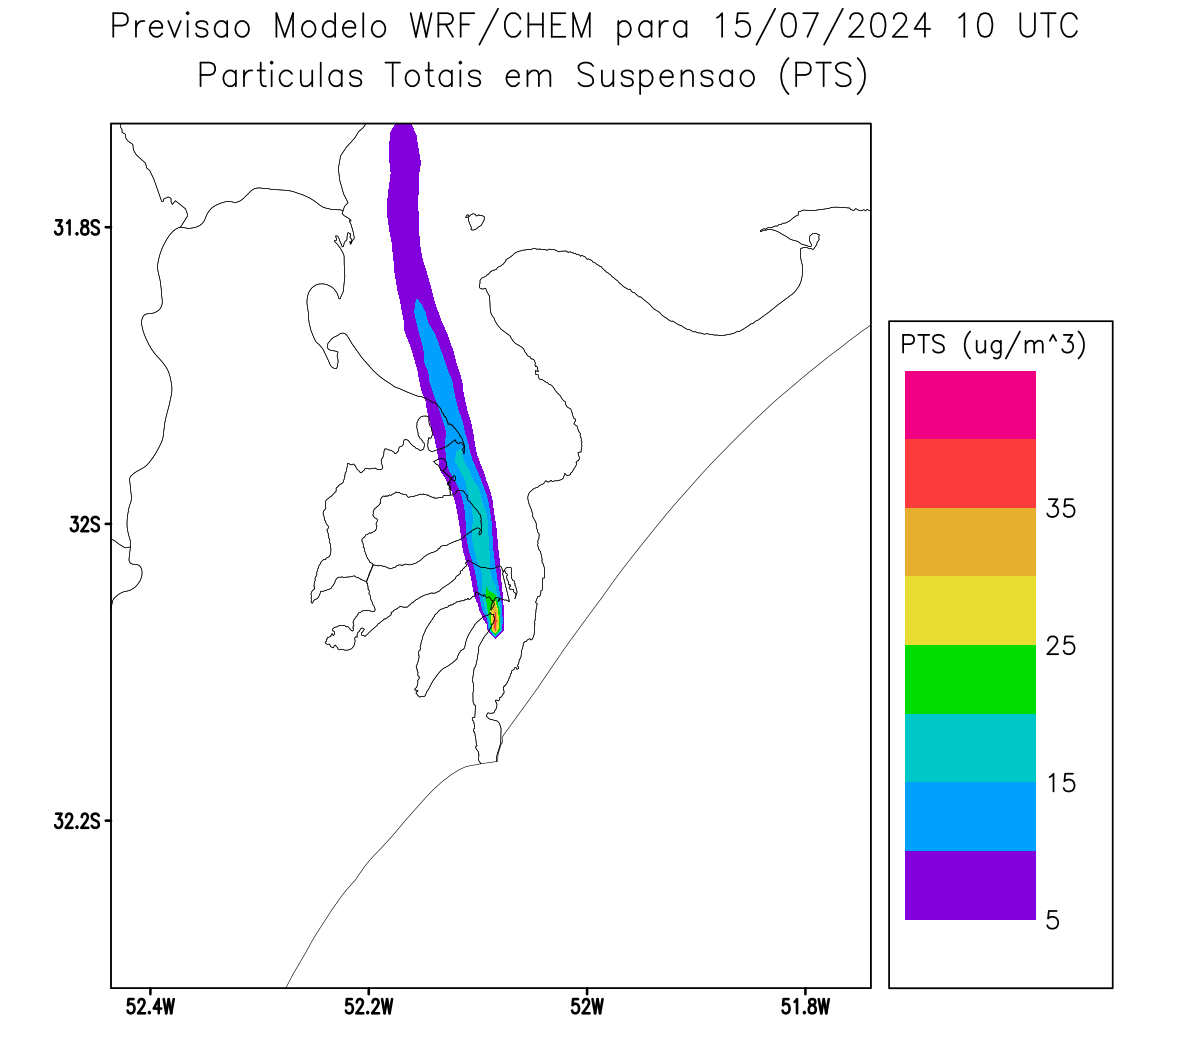 Previsao Modelo WRF/CHEM para 15/07/2024 10 UTC
Particulas Totais em Suspensao (PTS)
31.8S
32S
32.2S
52.4W 52.2W 52W 51.8W
PTS (ug/m^3)
35
25
15
5